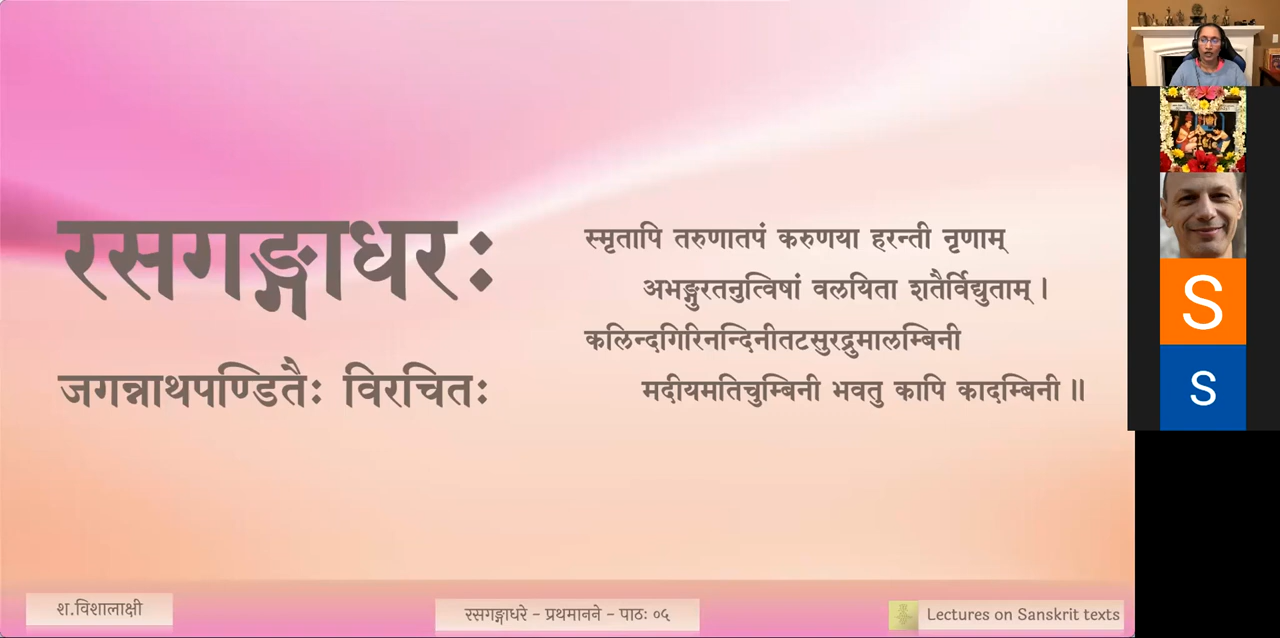 रसगङ्गाधरः
जगन्नाथपण्डितैः विरचितः
स्मृतापि तरुणातपं करुणया हरन्ती नृणाम्
अभङ्गुरतनुत्विषां वलयिता शतैर्विद्युताम् ।
कलिन्दगिरिनन्दिनीतटसुरद्रुमालम्बिनी
मदीयमतिचुम्बिनी भवतु कापि कादम्बिनी ॥
श.विशालाक्षी
रसगङ्गाधरे - प्रथमानने - पाठः ०५
Lectures on Sanskrit texts
S
S